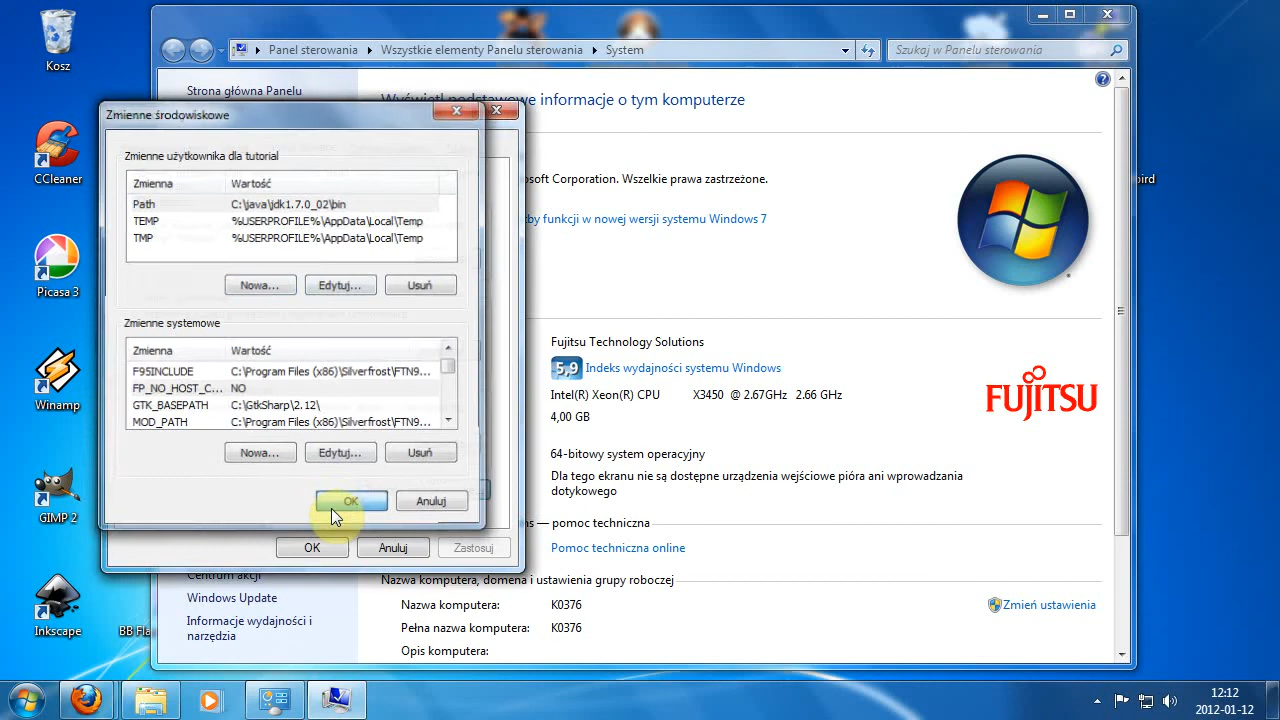 Kosz
CCleaner
Picasa 3
Winamp
GIMP 2
Inkscape
BB Fla
bird
Panel sterowania
Wszystkie elementy Panelu sterowania
System
Szukaj w Panelu sterowania
Strona główna Panelu
Wyświetl podstawowe informacje o tym komputerze
osoft Corporation. Wszelkie prawa zastrzeżone.
by funkcji w nowej wersji systemu Windows 7
Zmienne środowiskowe
Zmienne użytkownika dla tutorial
Zmienna Wartość
Path C:\java\jdk1.7.0_02\bin
TEMP %USERPROFILE%\AppData\Local\Temp
TMP %USERPROFILE%\AppData\Local\Temp
Nowa... Edytuj... Usuń
Zmienne systemowe
Zmienna Wartość
F95INCLUDE C:\Program Files (x86)\Silverfrost\FTN9...
FP_NO_HOST_C... NO
GTK_BASEPATH C:\GtkSharp\2.12\
MOD_PATH C:\Program Files (x86)\Silverfrost\FTN9...
Nowa... Edytuj... Usuń
OK Anuluj
OK Anuluj Zastosuj
Fujitsu Technology Solutions
5,9 Indeks wydajności systemu Windows
Intel(R) Xeon(R) CPU X3450 @ 2.67GHz 2.66 GHz
4,00 GB
64-bitowy system operacyjny
Dla tego ekranu nie są dostępne urządzenia wejściowe pióra ani wprowadzania
dotykowego
FUJITSU
ns — pomoc techniczna
Pomoc techniczna online
Nazwa komputera, domena i ustawienia grupy roboczej
Nazwa komputera: K0376
Zmień ustawienia
Pełna nazwa komputera: K0376
Opis komputera:
Centrum akcji
Windows Update
Informacje wydajności i
narzędzia
12:12
2012-01-12